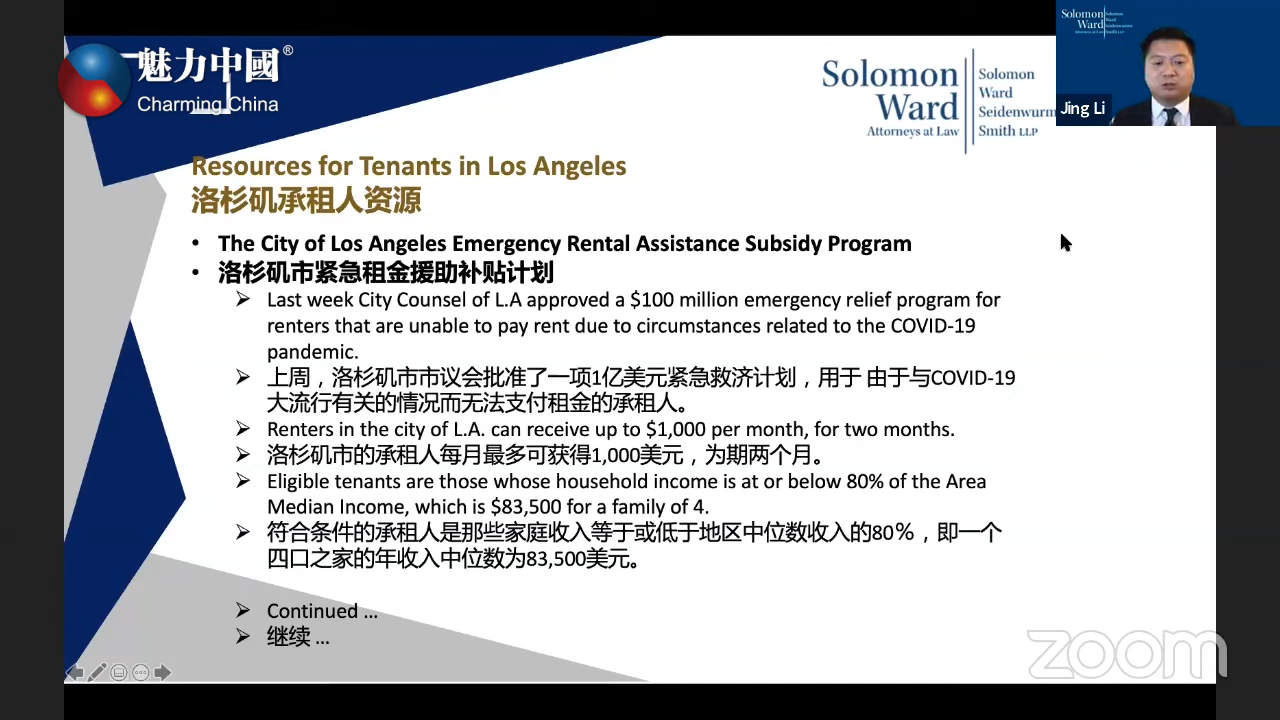 魅力中國®
Charming China
Solomon Ward
Attorneys at Law
Solomon
Ward
Seidenwurm
Smith LLP
Solomon Ward
Attorneys at Law
Solomon
Ward
Seidenwurm
Smith LLP
Jing Li
Resources for Tenants in Los Angeles
洛杉矶承租人资源
• The City of Los Angeles Emergency Rental Assistance Subsidy Program
• 洛杉矶市紧急租金援助补贴计划
➢ Last week City Counsel of L.A approved a $100 million emergency relief program for
renters that are unable to pay rent due to circumstances related to the COVID-19
pandemic.
➢ 上周，洛杉矶市市议会批准了一项1亿美元紧急救济计划，用于 由于与COVID-19
大流行有关的情况而无法支付租金的承租人。
➢ Renters in the city of L.A. can receive up to $1,000 per month, for two months.
➢ 洛杉矶市的承租人每月最多可获得1,000美元，为期两个月。
➢ Eligible tenants are those whose household income is at or below 80% of the Area
Median Income, which is $83,500 for a family of 4.
➢ 符合条件的承租人是那些家庭收入等于或低于地区中位数收入的80％，即一个
四口之家的年收入中位数为83,500美元。
➢ Continued ...
➢ 继续 ...
zoom